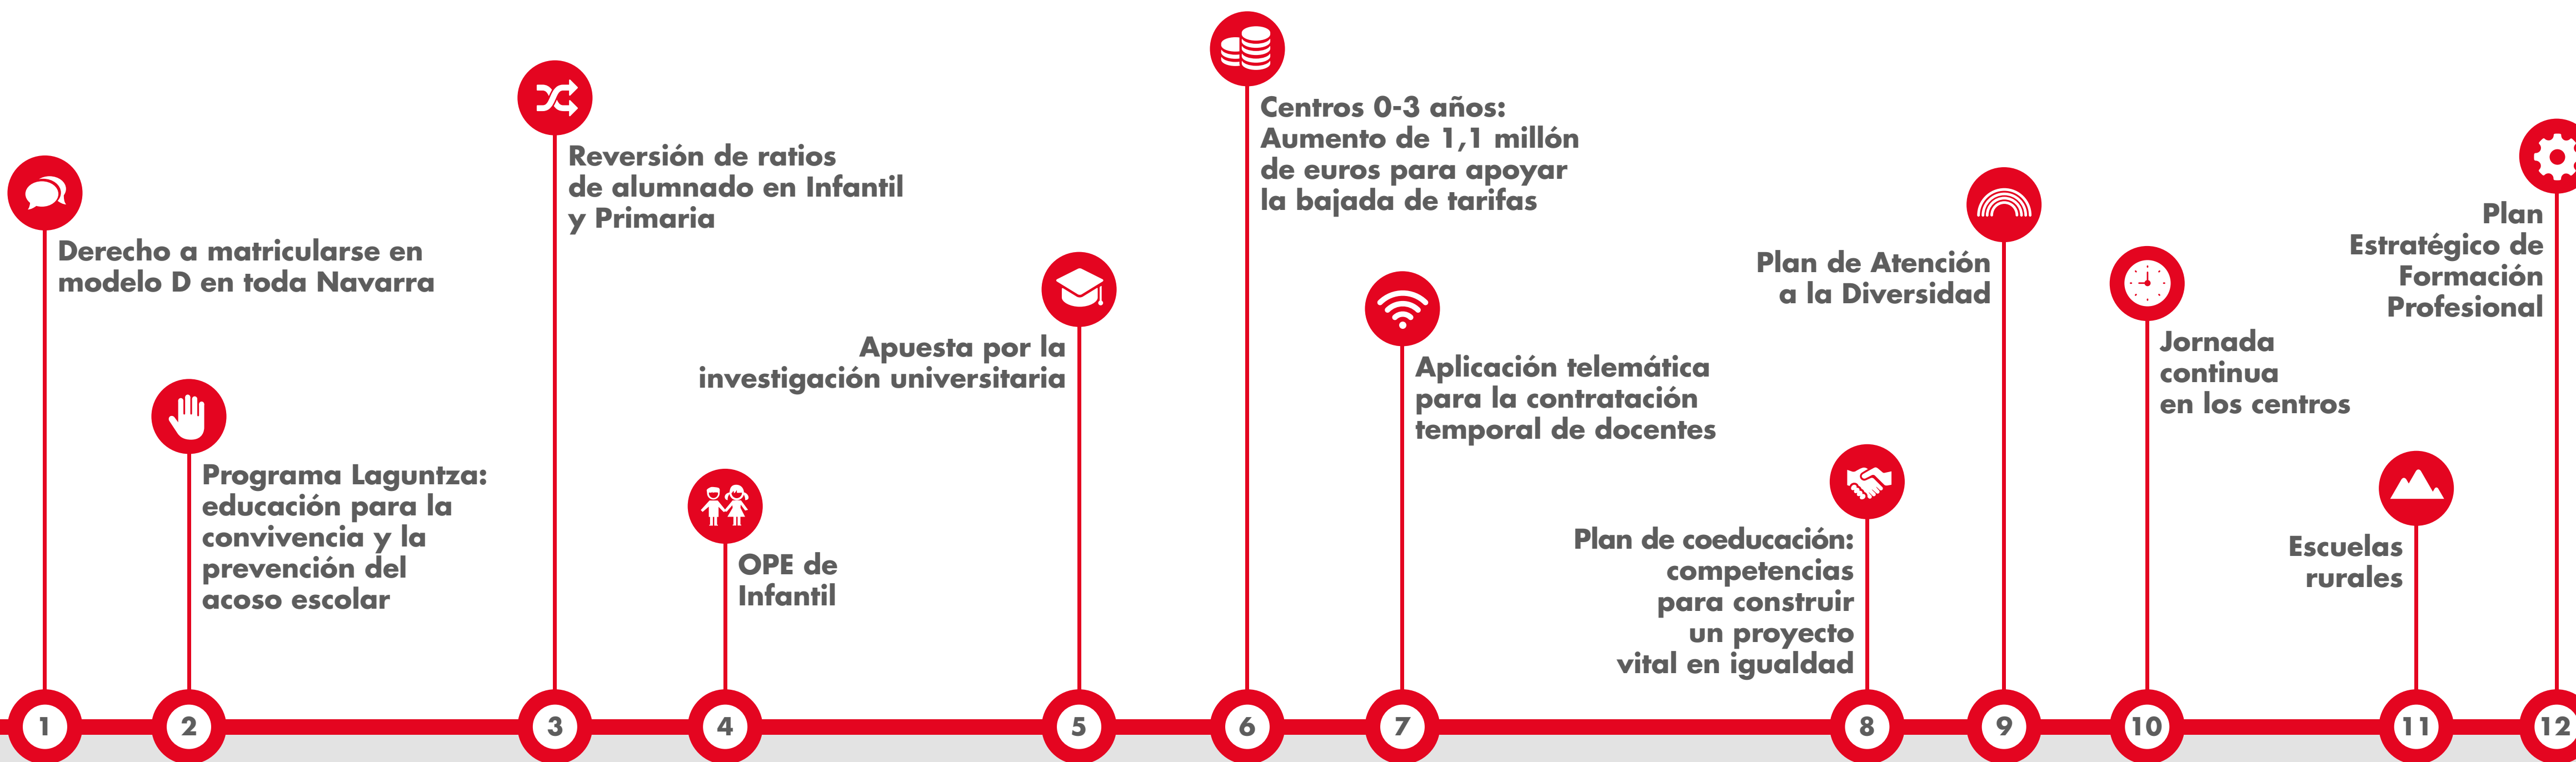 Derecho a matricularse en
modelo D en toda Navarra
Programa Laguntza:
educación para la
convivencia y la
prevención del
acoso escolar
Reversión de ratios
de alumnado en Infantil
y Primaria
OPE de
Infantil
Apuesta por la
investigación universitaria
Centros 0-3 años:
Aumento de 1,1 millón
de euros para apoyar
la bajada de tarifas
Aplicación telemática
para la contratación
temporal de docentes
Plan de coeducación:
competencias
para construir
un proyecto
vital en igualdad
Plan de Atención
a la Diversidad
Jornada
continua
en los centros
Escuelas
rurales
Plan
Estratégico de
Formación
Profesional
1 2 3 4 5 6 7 8 9 10 11 12